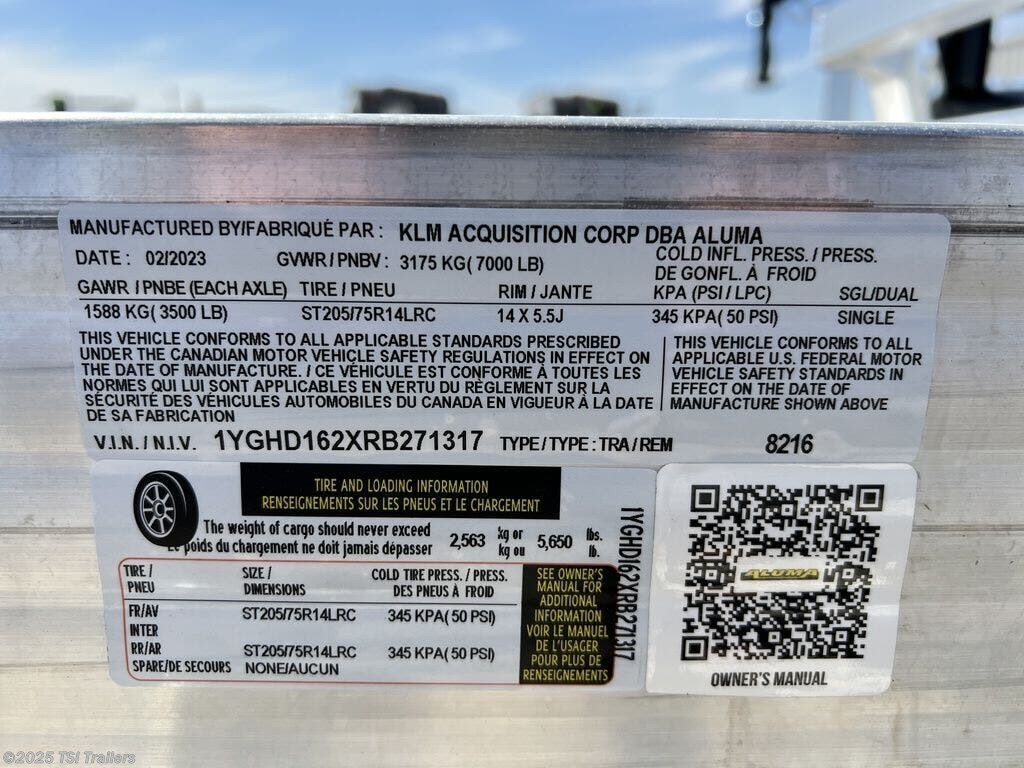 MANUFACTURED BY/FABRIQUÉ PAR : KLM ACQUISITION CORP DBA ALUMA
DATE : 02/2023 GVWR / PNBV : 3175 KG( 7000 LB) COLD INFL. PRESS. / PRESS.
DE GONFL. À FROID
GAWR / PNBE (EACH AXLE) TIRE / PNEU RIM / JANTE KPA (PSI / LPC) SGL/DUAL
1588 KG( 3500 LB) ST205/75R14LRC 14 X 5.5J 345 KPA( 50 PSI) SINGLE
THIS VEHICLE CONFORMS TO ALL APPLICABLE STANDARDS PRESCRIBED
UNDER THE CANADIAN MOTOR VEHICLE SAFETY REGULATIONS IN EFFECT ON
THE DATE OF MANUFACTURE. / CE VÉHICULE EST CONFORME À TOUTES LES
NORMES QUI LUI SONT APPLICABLES EN VERTU DU RÈGLEMENT SUR LA
SÉCURITÉ DES VÉHICULES AUTOMOBILES DU CANADA EN VIGUEUR À LA DATE
DE SA FABRICATION
THIS VEHICLE CONFORMS TO ALL
APPLICABLE U.S. FEDERAL MOTOR
VEHICLE SAFETY STANDARDS IN
EFFECT ON THE DATE OF
MANUFACTURE SHOWN ABOVE
V.I.N. / N.I.V. 1YGHD162XRB271317 TYPE / TYPE : TRA / REM 8216
TIRE AND LOADING INFORMATION
RENSEIGNEMENTS SUR LES PNEUS ET LE CHARGEMENT
The weight of cargo should never exceed 2,563 kg or 5,650 lbs.
Le poids du chargement ne doit jamais dépasser kg ou lb.
TIRE / SIZE / COLD TIRE PRESS. / PRESS.
PNEU DIMENSIONS DES PNEUS À FROID
FR/AV ST205/75R14LRC 345 KPA( 50 PSI)
INTER
RR/AR ST205/75R14LRC 345 KPA( 50 PSI)
SPARE/DE SECOURS NONE/AUCUN
SEE OWNER'S
MANUAL FOR
ADDITIONAL
INFORMATION
VOIR LE MANUEL
DE L'USAGER
POUR PLUS DE
RENSEIGNEMENTS
1YGHD162XRB271317
ALUMA
OWNER'S MANUAL
©2025 TSI Trailers